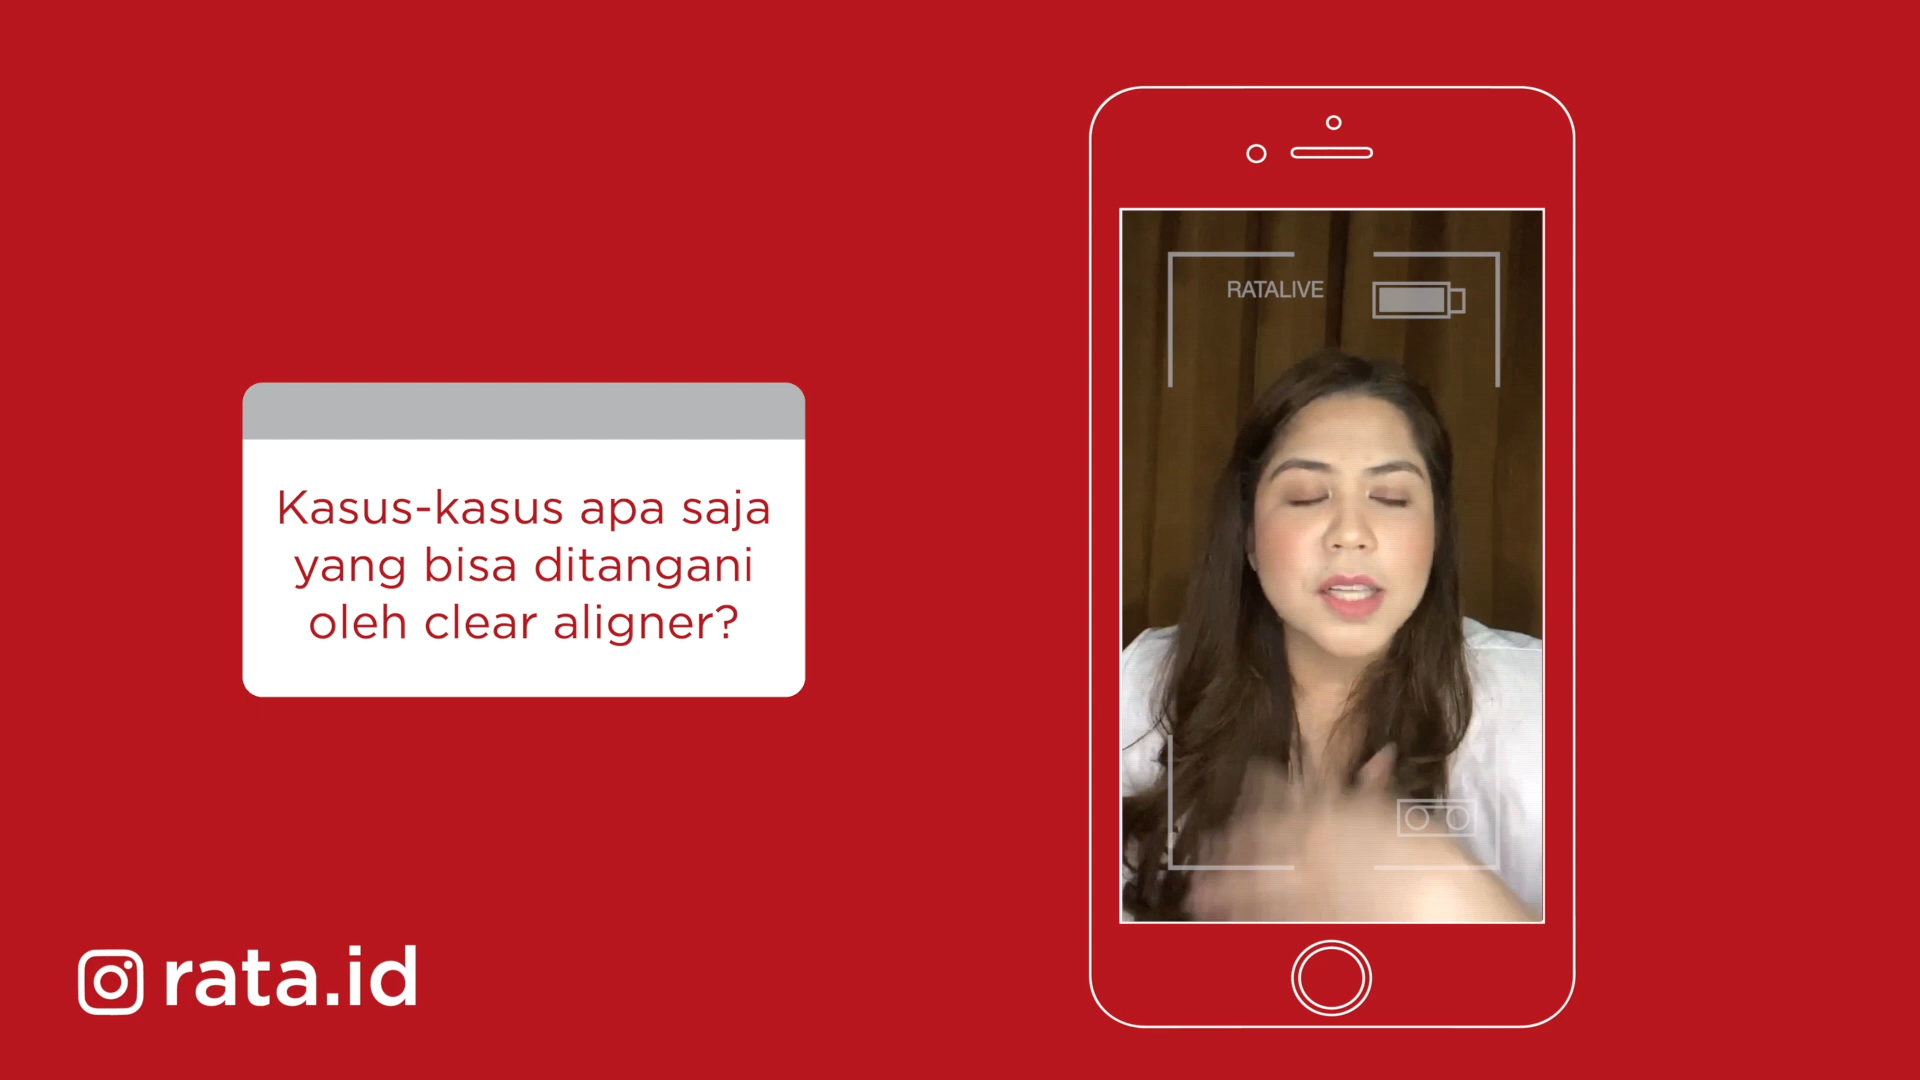 Kasus-kasus apa saja
yang bisa ditangani
oleh clear aligner?
RATALIVE
rata.id